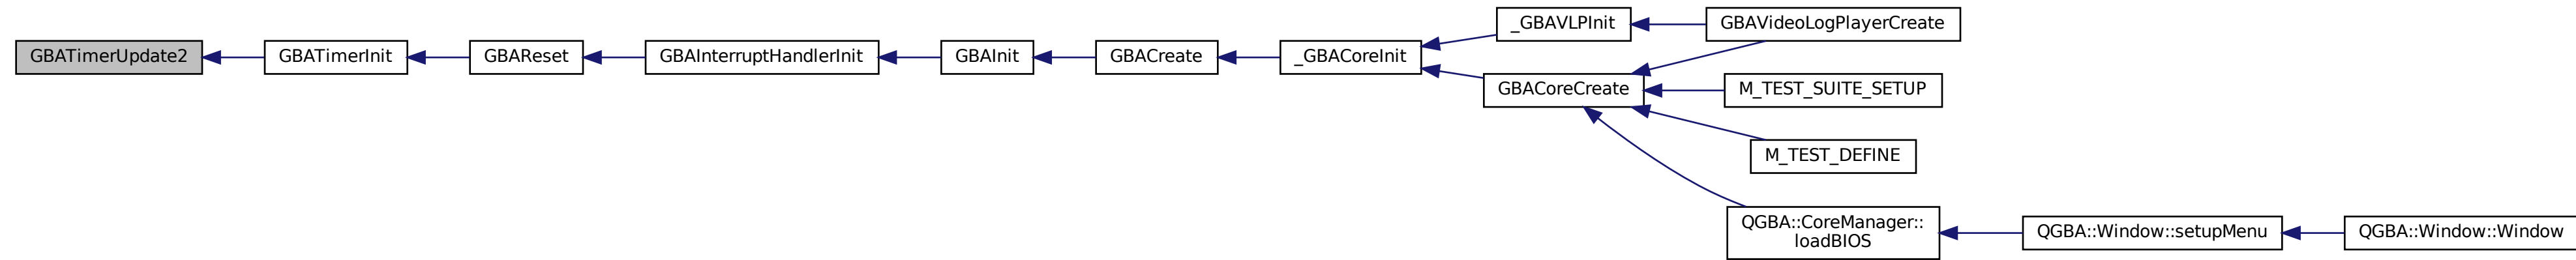 GBATimerUpdate2
GBATimerInit
GBAReset
GBAInterruptHandlerInit
GBAInit
GBACreate
_GBACoreInit
_GBAVLPInit
GBAVideoLogPlayerCreate
GBACoreCreate
M_TEST_SUITE_SETUP
M_TEST_DEFINE
QGBA::CoreManager::
loadBIOS
QGBA::Window::setupMenu
QGBA::Window::Window